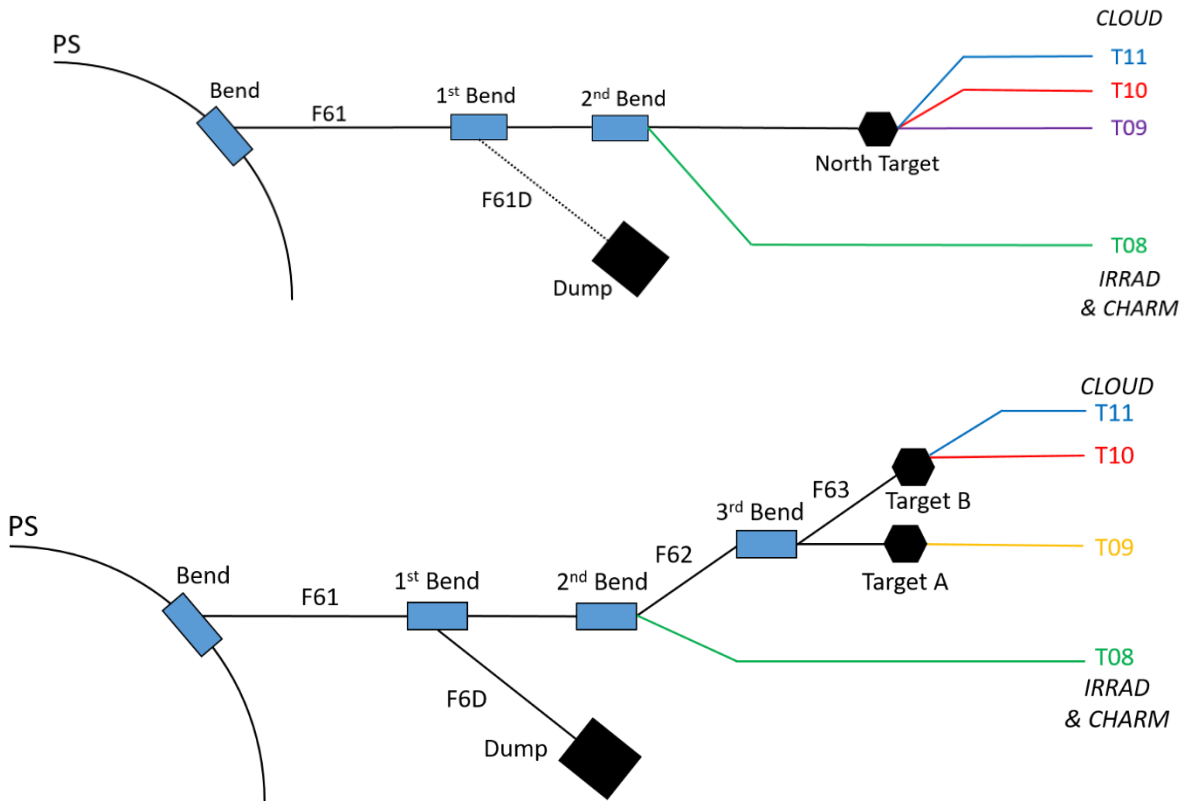 CLOUD
PS
T11
Bend
T10
1st Bend
2nd Bend
F61
T09
North Target
F61D
T08
Dump
IRRAD
& CHARM
CLOUD
T11
T10
F63
Target B
3rd Bend
PS
F62
T09
Bend
1st Bend
2nd Bend
Target A
F61
T08
IRRAD
F6D
& CHARM
Dump